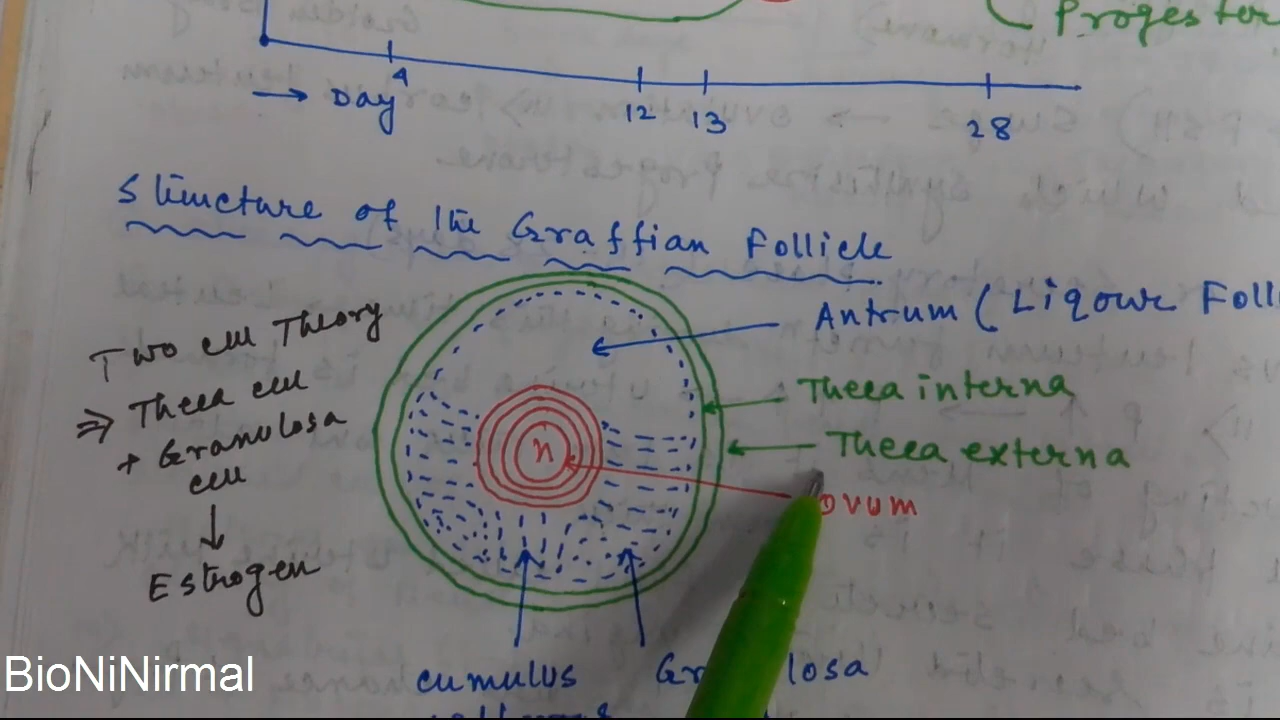 Progester
→ Day 4 12 13 28
Structure of the Graffian Follicle
Antrum ( Liqour Foll
Two cell Theory
⇒ Theca cell
+ Granulosa
cell
↓
Estrogen
Theca interna
Theca externa
n
ovum
cumulus
Gr losa
BioNiNirmal